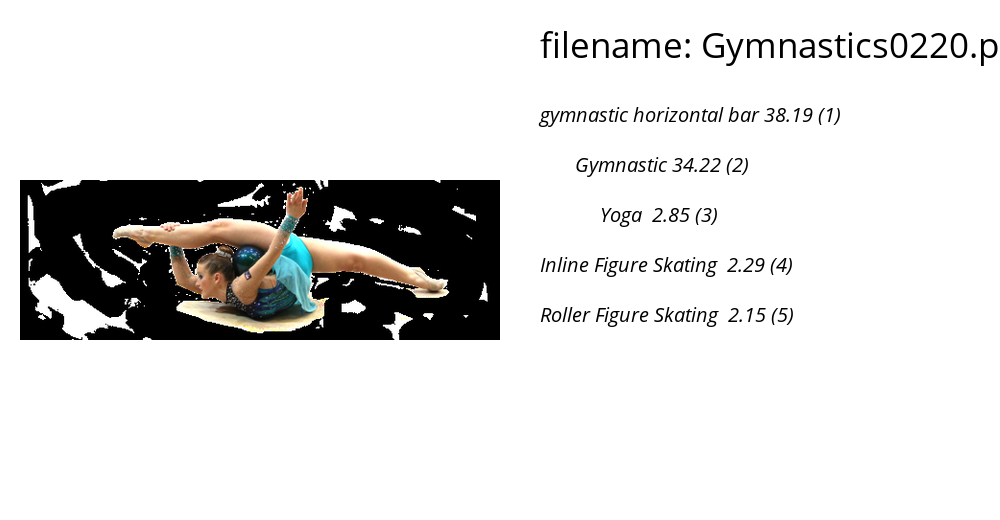 filename: Gymnastics0220.p
gymnastic horizontal bar 38.19 (1)
Gymnastic 34.22 (2)
Yoga 2.85 (3)
Inline Figure Skating 2.29 (4)
Roller Figure Skating 2.15 (5)